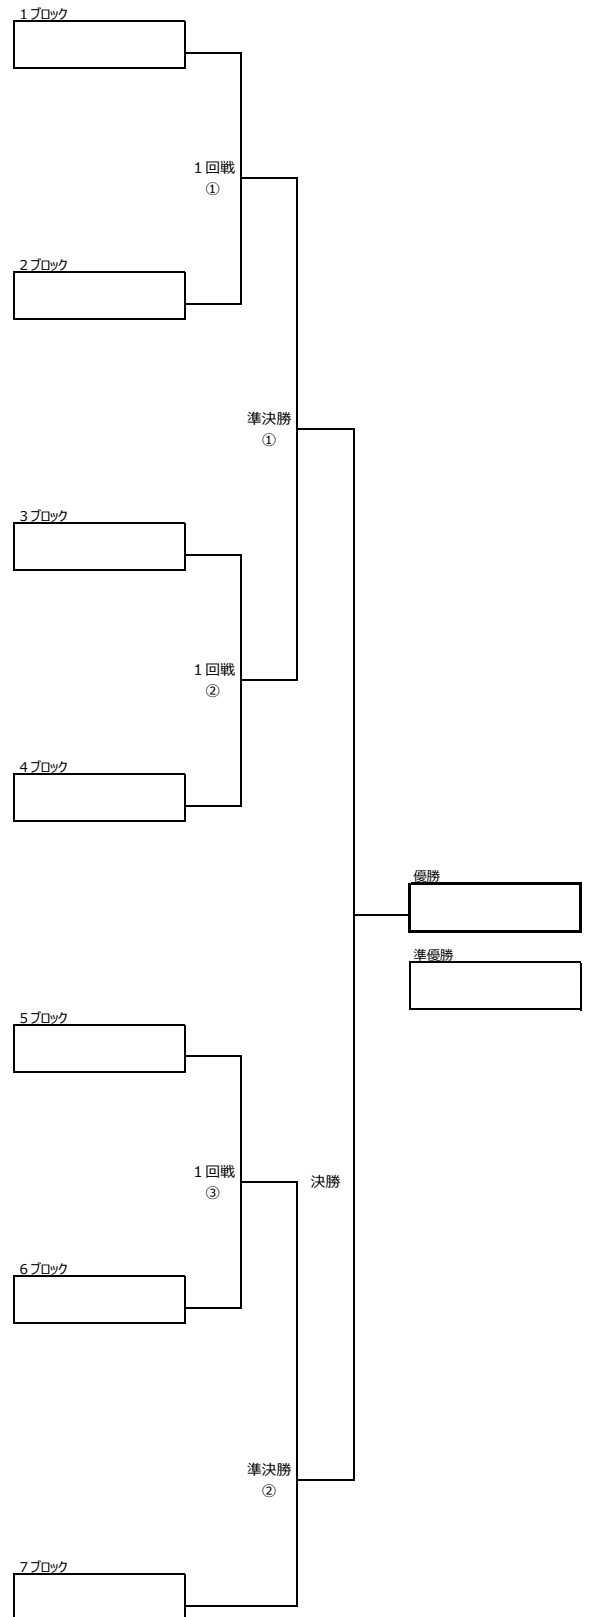 １ブロック
１回戦
①
２ブロック
準決勝
①
３ブロック
１回戦
②
４ブロック
優勝
準優勝
５ブロック
１回戦
③
決勝
６ブロック
準決勝
②
７ブロック